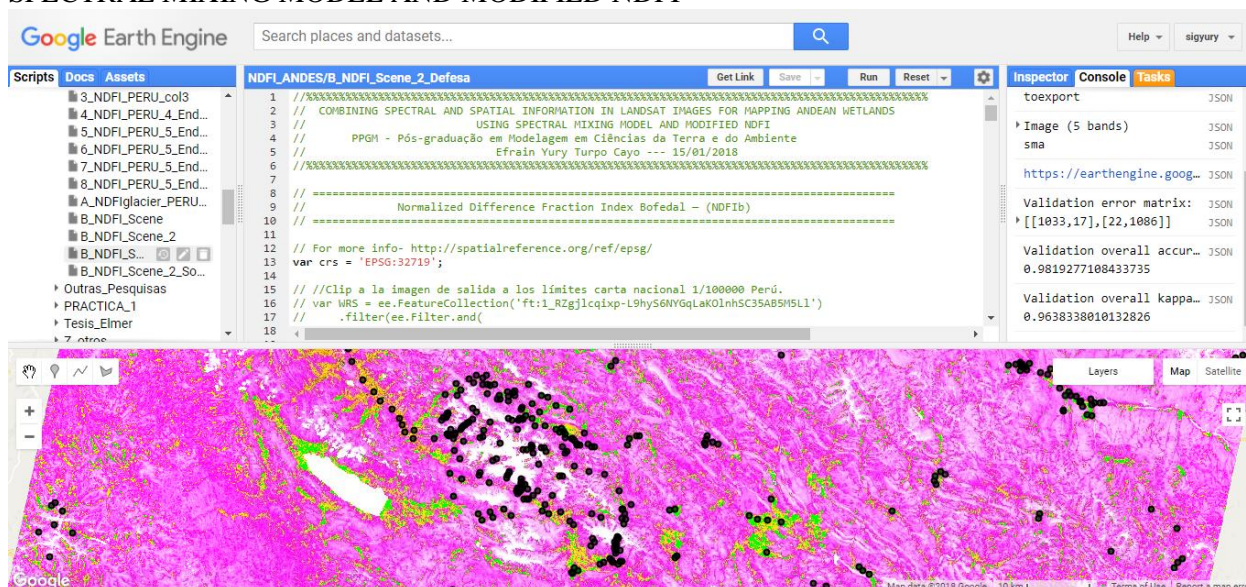 SPECTRAL MIXING MODEL AND MODIFIED NDFI
Google Earth Engine
Search places and datasets...
Help
sigyury
Scripts Docs Assets
3_NDFI_PERU_col3
4_NDFI_PERU_4_End...
5_NDFI_PERU_5_End...
6_NDFI_PERU_5_End...
7_NDFI_PERU_5_End...
8_NDFI_PERU_5_End...
A_NDFIglacier_PERU...
B_NDFI_Scene
B_NDFI_Scene_2
B_NDFI_S...
B_NDFI_Scene_2_So...
Outras_Pesquisas
PRACTICA_1
Tesis_Elmer
Z_otros
NDFI_ANDES/B_NDFI_Scene_2_Defesa
Get Link Save Run Reset
1
2 // COMBINING SPECTRAL AND SPATIAL INFORMATION IN LANDSAT IMAGES FOR MAPPING ANDEAN WETLANDS
3 // USING SPECTRAL MIXING MODEL AND MODIFIED NDFI
4 // PPGM - Pós-graduação em Modelagem em Ciências da Terra e do Ambiente
5 // Efrain Yury Turpo Cayo --- 15/01/2018
6
7
8 // ======================================================================
9 // Normalized Difference Fraction Index Bofedal – (NDFIb)
10 // ======================================================================
11
12 // For more info- http://spatialreference.org/ref/epsg/
13 var crs = 'EPSG:32719';
14
15 // //Clip a la imagen de salida a los límites carta nacional 1/100000 Perú.
16 // var WRS = ee.FeatureCollection('ft:1_RZgjlcqixp-L9hyS6NYGqLaKOlnhSC35AB5M5Ll')
17 // .filter(ee.Filter.and(
18
Inspector Console Tasks
toexport JSON
Image (5 bands) JSON
sma JSON
https://earthengine.goog... JSON
Validation error matrix: JSON
[[1033,17],[22,1086]] JSON
Validation overall accur... JSON
0.9819277108433735
Validation overall kappa... JSON
0.9638338010132826
Layers
Map Satellite
Google
Map data ©2018 Google 10 km
Terms of Use Report a map err